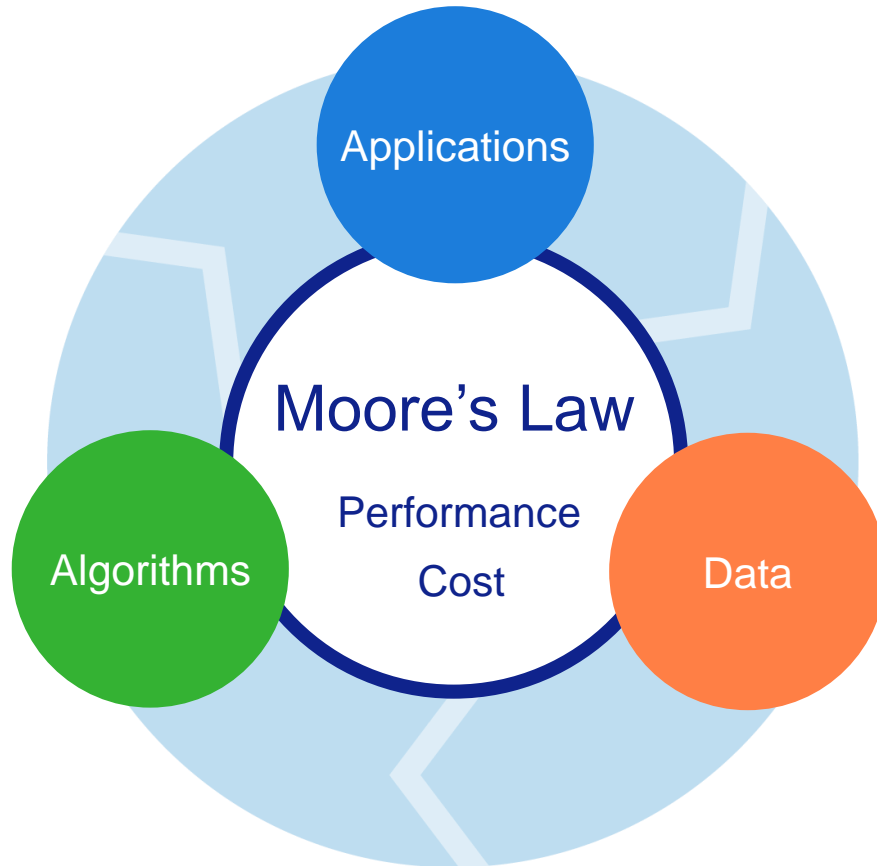 Applications
Moore’s Law
Performance
Cost
Algorithms
Data